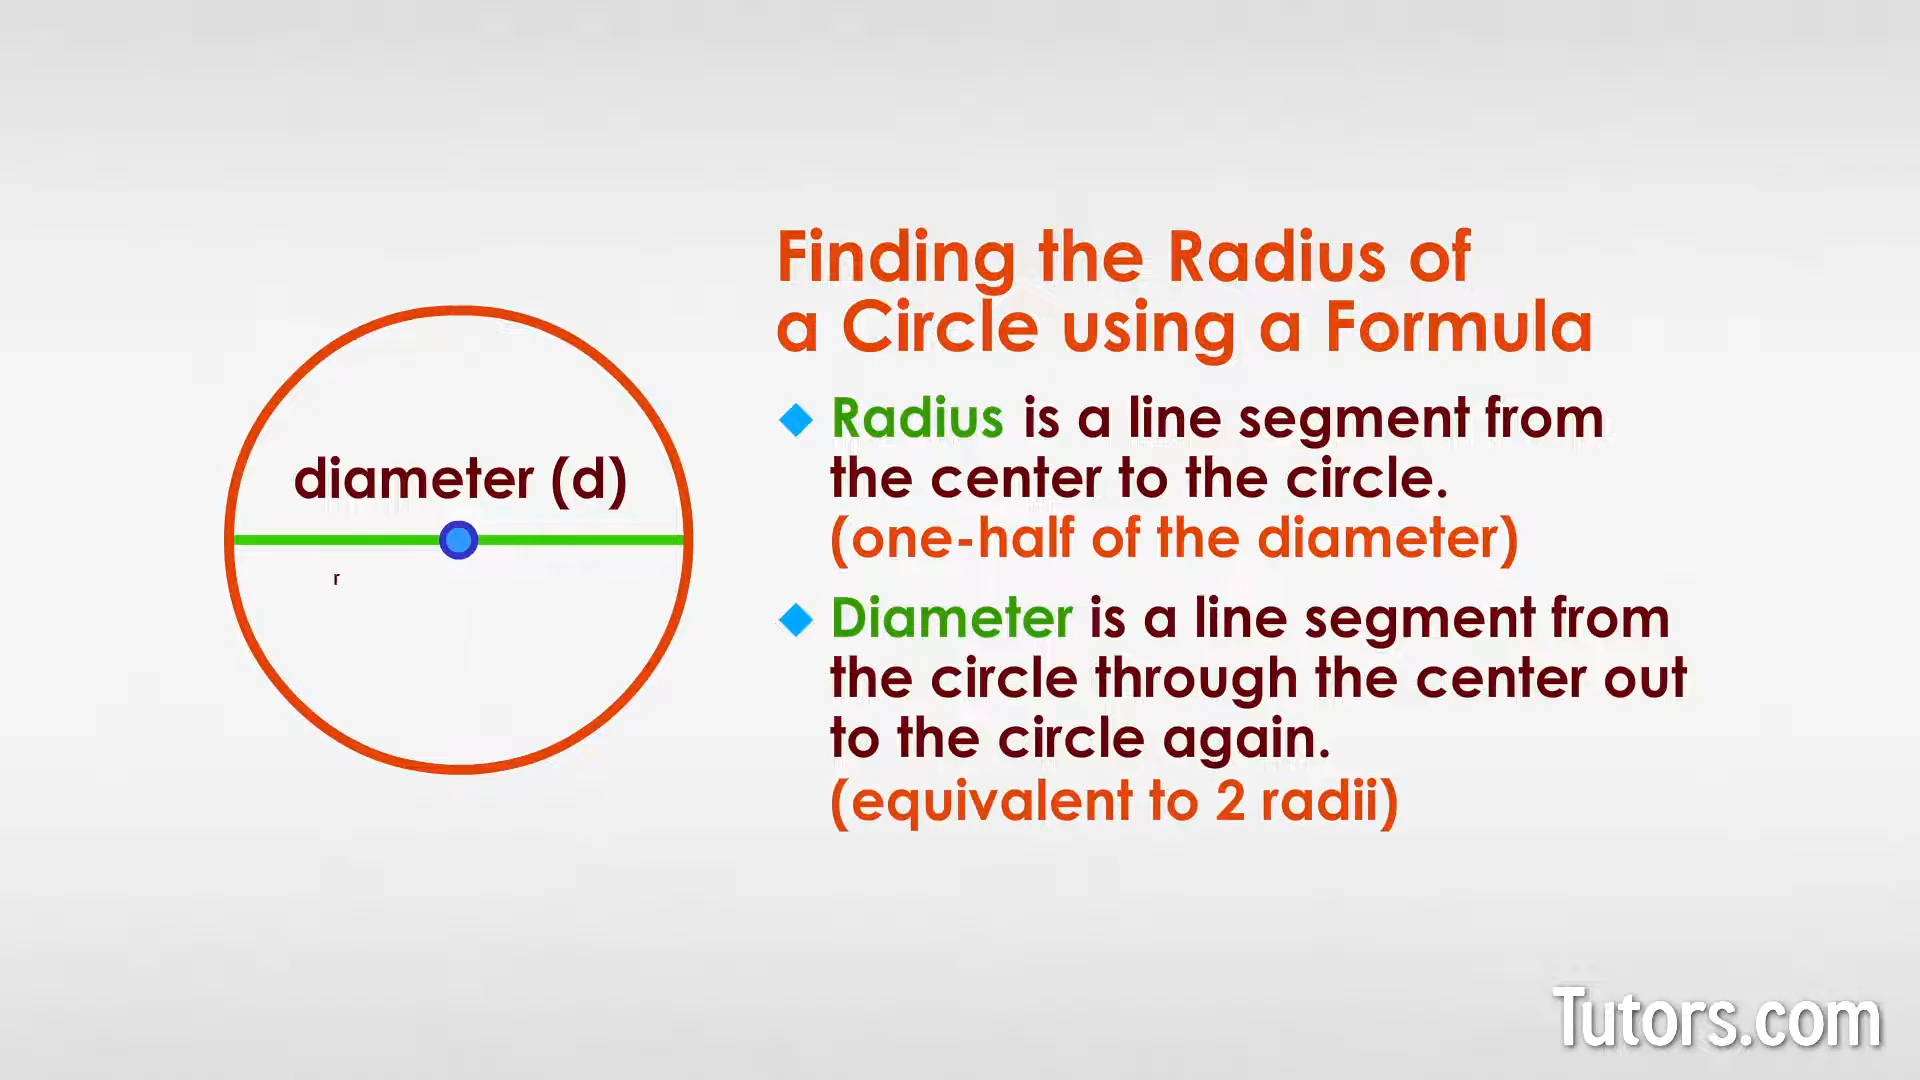 Finding the Radius of
a Circle using a Formula
Radius is a line segment from
the center to the circle.
(one-half of the diameter)
Diameter is a line segment from
the circle through the center out
to the circle again.
(equivalent to 2 radii)
diameter (d)
r
Tutors.com